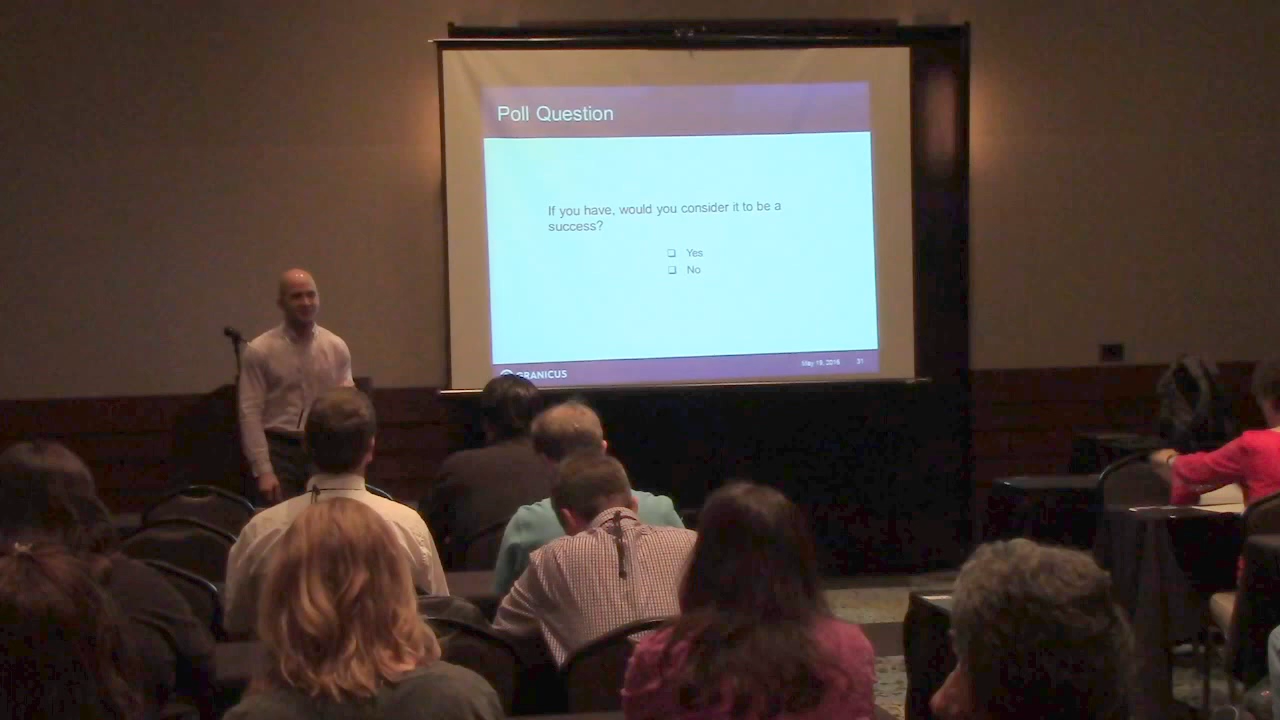 Poll Question
If you have, would you consider it to be a
success?
❑ Yes
❑ No
GRANICUS
May 19, 2016 31